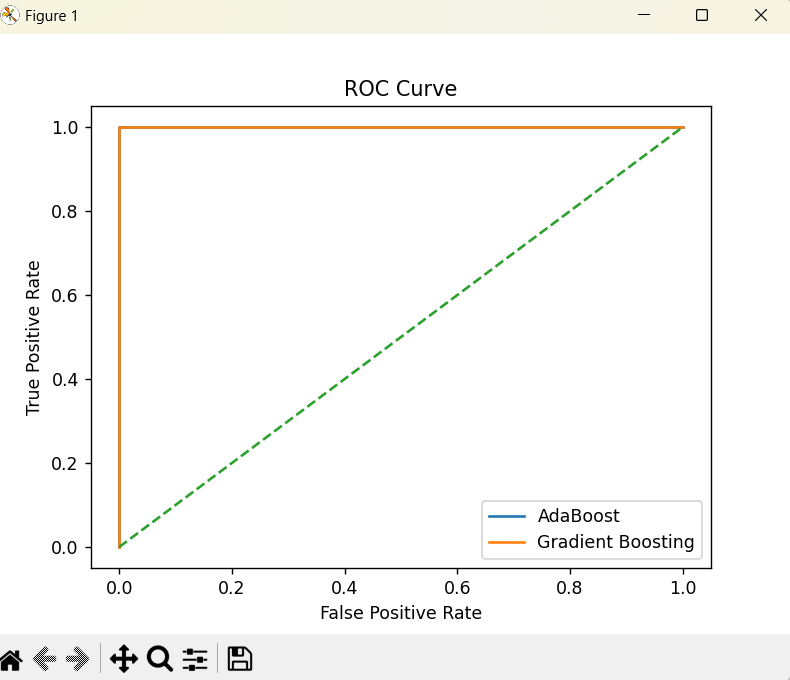 Figure 1
ROC Curve
1.0
0.8
0.6
0.4
0.2
0.0
True Positive Rate
AdaBoost
Gradient Boosting
0.0 0.2 0.4 0.6 0.8 1.0
False Positive Rate